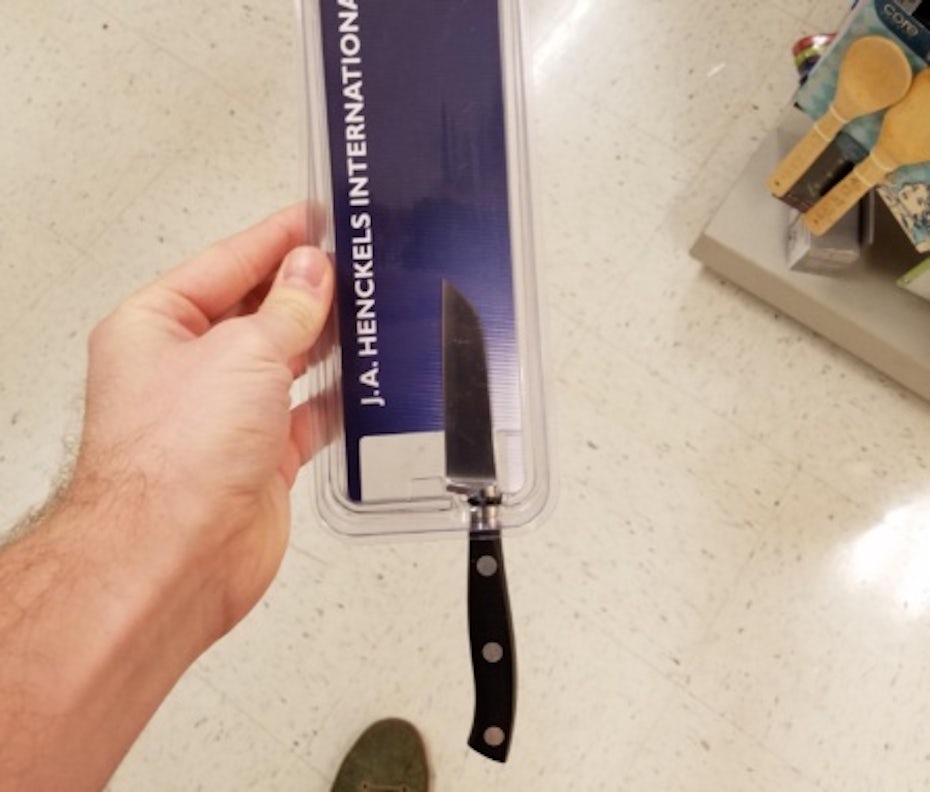 J.A. HENCKELS INTERNATIONA
core